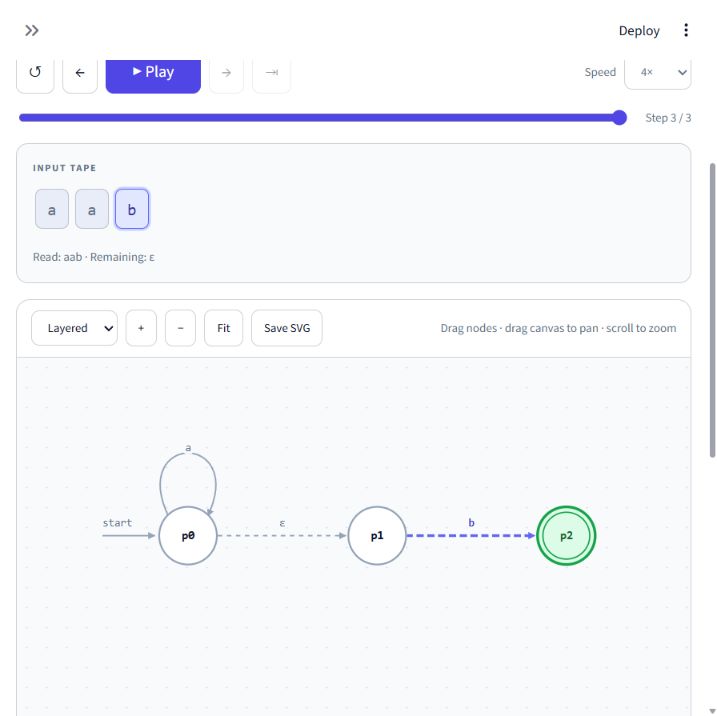 Deploy
↺ ← ▶ Play → ⇥ Speed 4×
Step 3 / 3
INPUT TAPE
a a b
Read: aab · Remaining: ε
Layered + − Fit Save SVG Drag nodes · drag canvas to pan · scroll to zoom
a
start ε b
p0 p1 p2